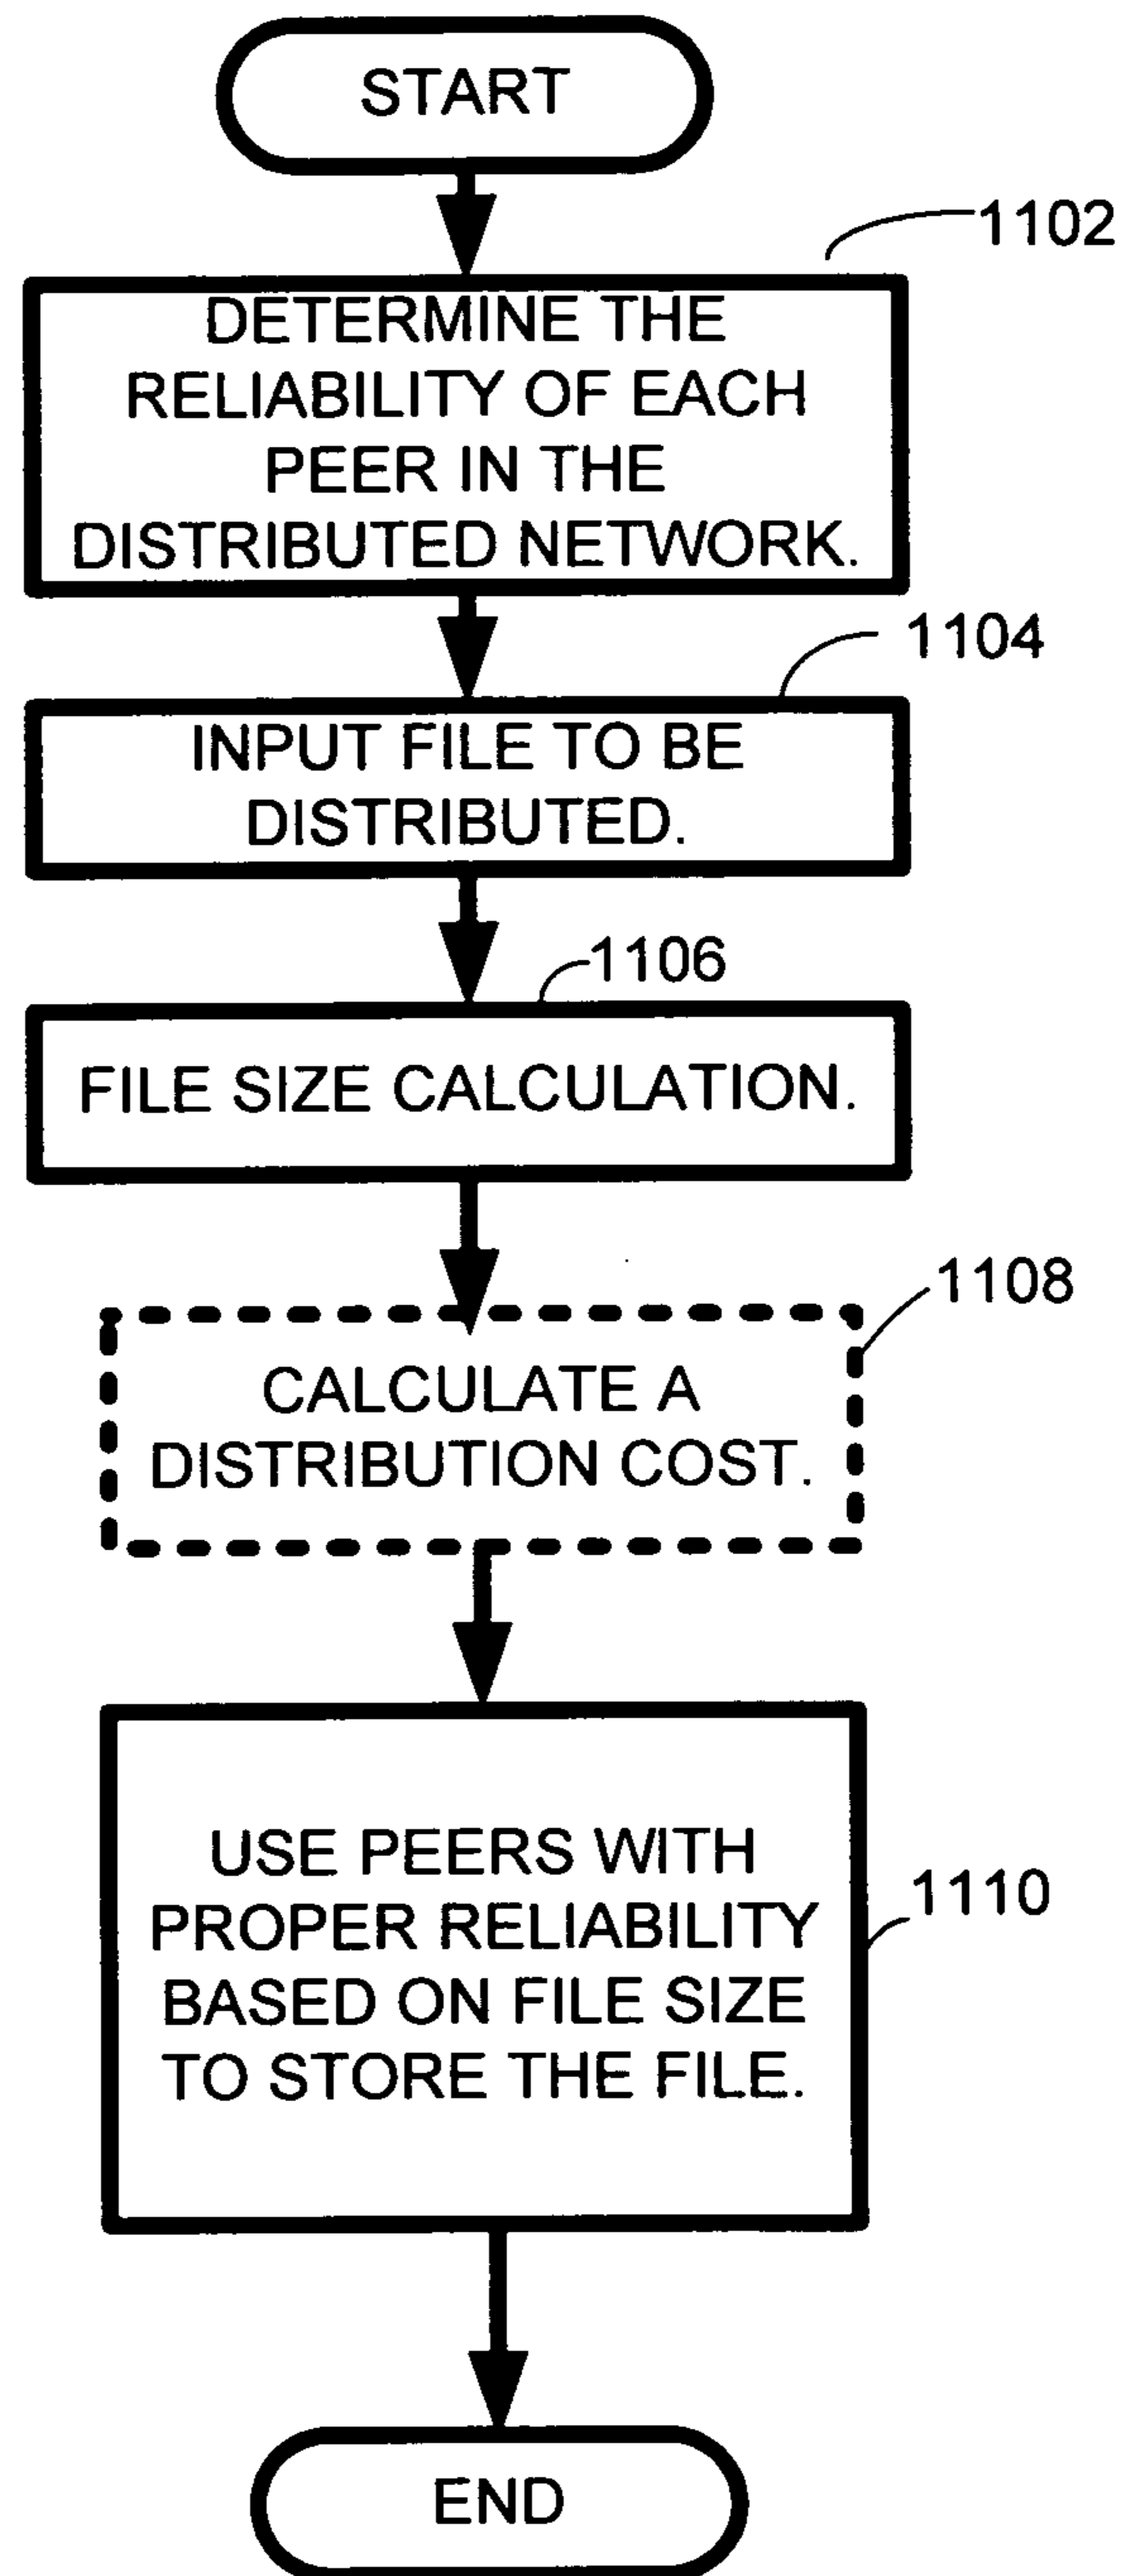 START
1102
DETERMINE THE
RELIABILITY OF EACH
PEER IN THE
DISTRIBUTED NETWORK.
1104
INPUT FILE TO BE
DISTRIBUTED.
1106
FILE SIZE CALCULATION.
1108
CALCULATE A
DISTRIBUTION COST.
1110
USE PEERS WITH
PROPER RELIABILITY
BASED ON FILE SIZE
TO STORE THE FILE.
END